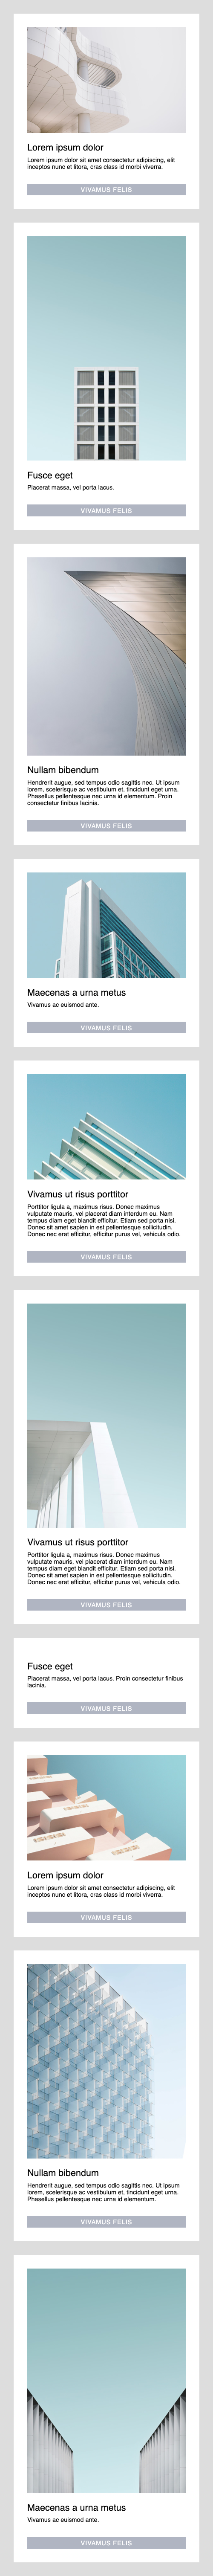 Lorem ipsum dolor
Lorem ipsum dolor sit amet consectetur adipiscing, elit
inceptos nunc et litora, cras class id morbi viverra.
VIVAMUS FELIS
Fusce eget
Placerat massa, vel porta lacus.
VIVAMUS FELIS
Nullam bibendum
Hendrerit augue, sed tempus odio sagittis nec. Ut ipsum
lorem, scelerisque ac vestibulum et, tincidunt eget urna.
Phasellus pellentesque nec urna id elementum. Proin
consectetur finibus lacinia.
VIVAMUS FELIS
Maecenas a urna metus
Vivamus ac euismod ante.
VIVAMUS FELIS
Vivamus ut risus porttitor
Porttitor ligula a, maximus risus. Donec maximus
vulputate mauris, vel placerat diam interdum eu. Nam
tempus diam eget blandit efficitur. Etiam sed porta nisi.
Donec sit amet sapien in est pellentesque sollicitudin.
Donec nec erat efficitur, efficitur purus vel, vehicula odio.
VIVAMUS FELIS
Vivamus ut risus porttitor
Porttitor ligula a, maximus risus. Donec maximus
vulputate mauris, vel placerat diam interdum eu. Nam
tempus diam eget blandit efficitur. Etiam sed porta nisi.
Donec sit amet sapien in est pellentesque sollicitudin.
Donec nec erat efficitur, efficitur purus vel, vehicula odio.
VIVAMUS FELIS
Fusce eget
Placerat massa, vel porta lacus. Proin consectetur finibus
lacinia.
VIVAMUS FELIS
Lorem ipsum dolor
Lorem ipsum dolor sit amet consectetur adipiscing, elit
inceptos nunc et litora, cras class id morbi viverra.
VIVAMUS FELIS
Nullam bibendum
Hendrerit augue, sed tempus odio sagittis nec. Ut ipsum
lorem, scelerisque ac vestibulum et, tincidunt eget urna.
Phasellus pellentesque nec urna id elementum.
VIVAMUS FELIS
Maecenas a urna metus
Vivamus ac euismod ante.
VIVAMUS FELIS